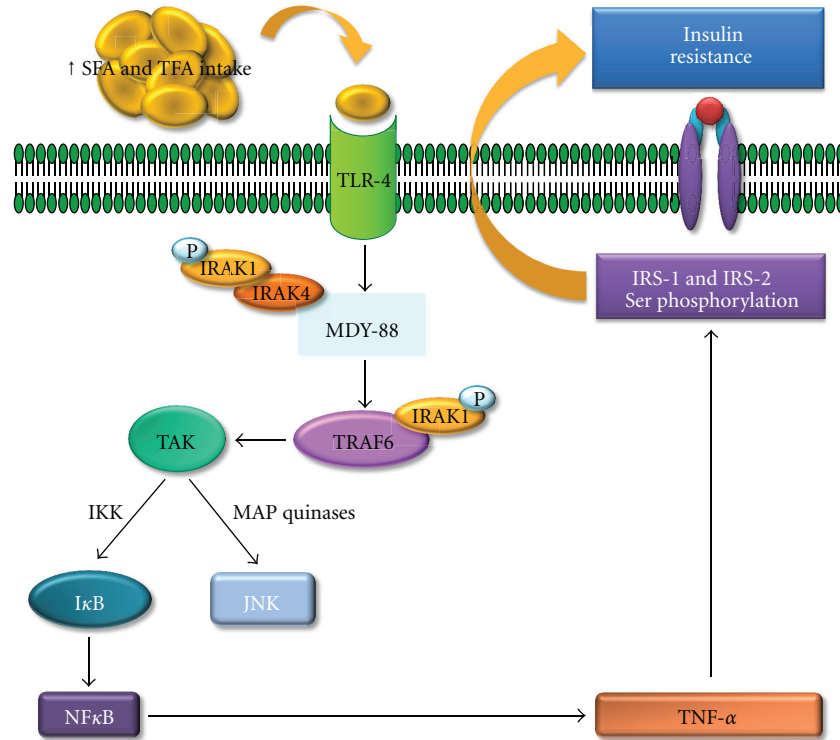 ↑ SFA and TFA intake
Insulin
resistance
TLR-4
P
IRAK1
IRAK4
IRS-1 and IRS-2
Ser phosphorylation
MDY-88
P
IRAK1
TRAF6
TAK
IKK
MAP quinases
IκB
JNK
NFκB
TNF-α